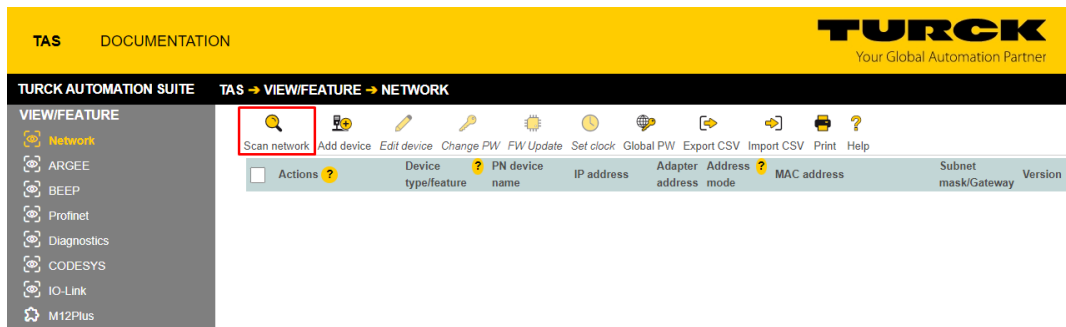 TAS DOCUMENTATION
TURCK
Your Global Automation Partner
TURCK AUTOMATION SUITE TAS ➔ VIEW/FEATURE ➔ NETWORK
VIEW/FEATURE
Network
ARGEE
BEEP
Profinet
Diagnostics
CODESYS
IO-Link
M12Plus
Scan network Add device Edit device Change PW FW Update Set clock Global PW Export CSV Import CSV Print Help
Actions ? Device type/feature ? PN device name IP address Adapter address Address mode ? MAC address Subnet mask/Gateway Version